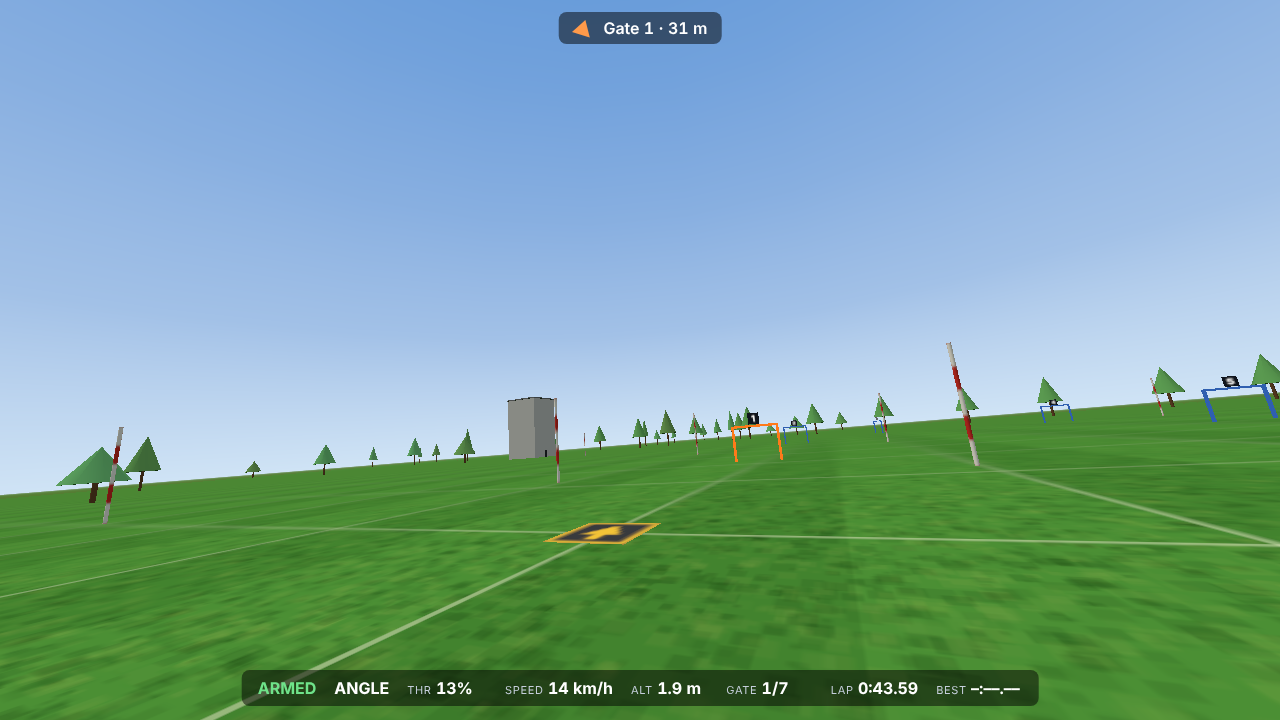 Gate 1 · 31 m
1
ARMED ANGLE THR 13% SPEED 14 km/h ALT 1.9 m GATE 1/7 LAP 0:43.59 BEST –:––.––